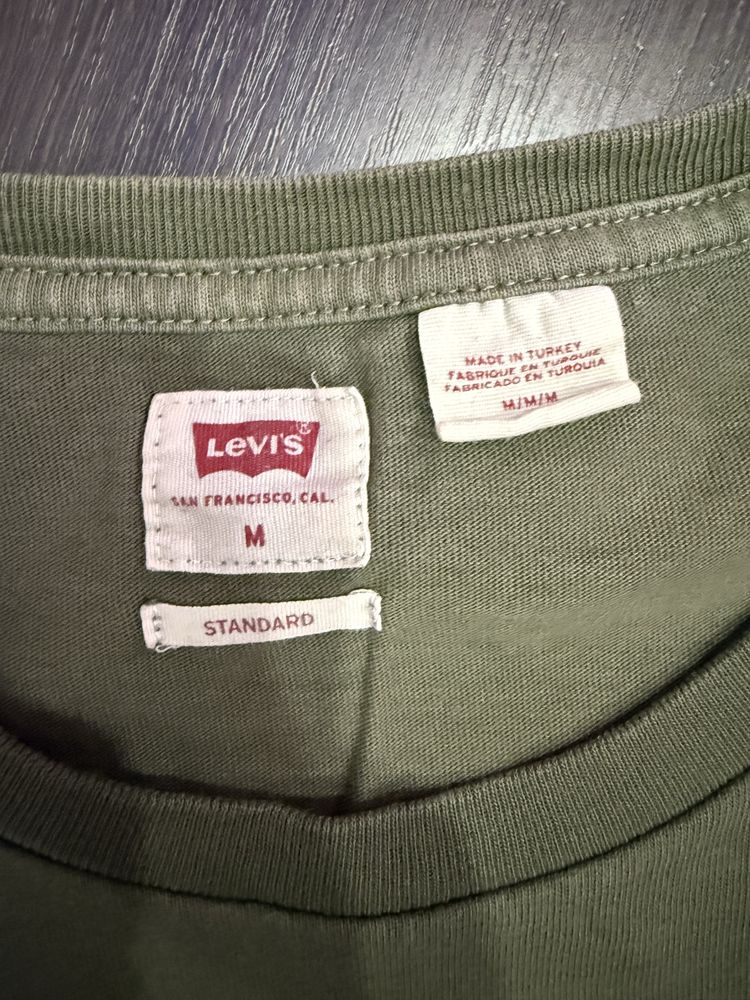 LEVI'S®
SAN FRANCISCO, CAL.
M
STANDARD
MADE IN TURKEY
FABRIQUE EN TURQUIE
FABRICADO EN TURQUIA
M/M/M